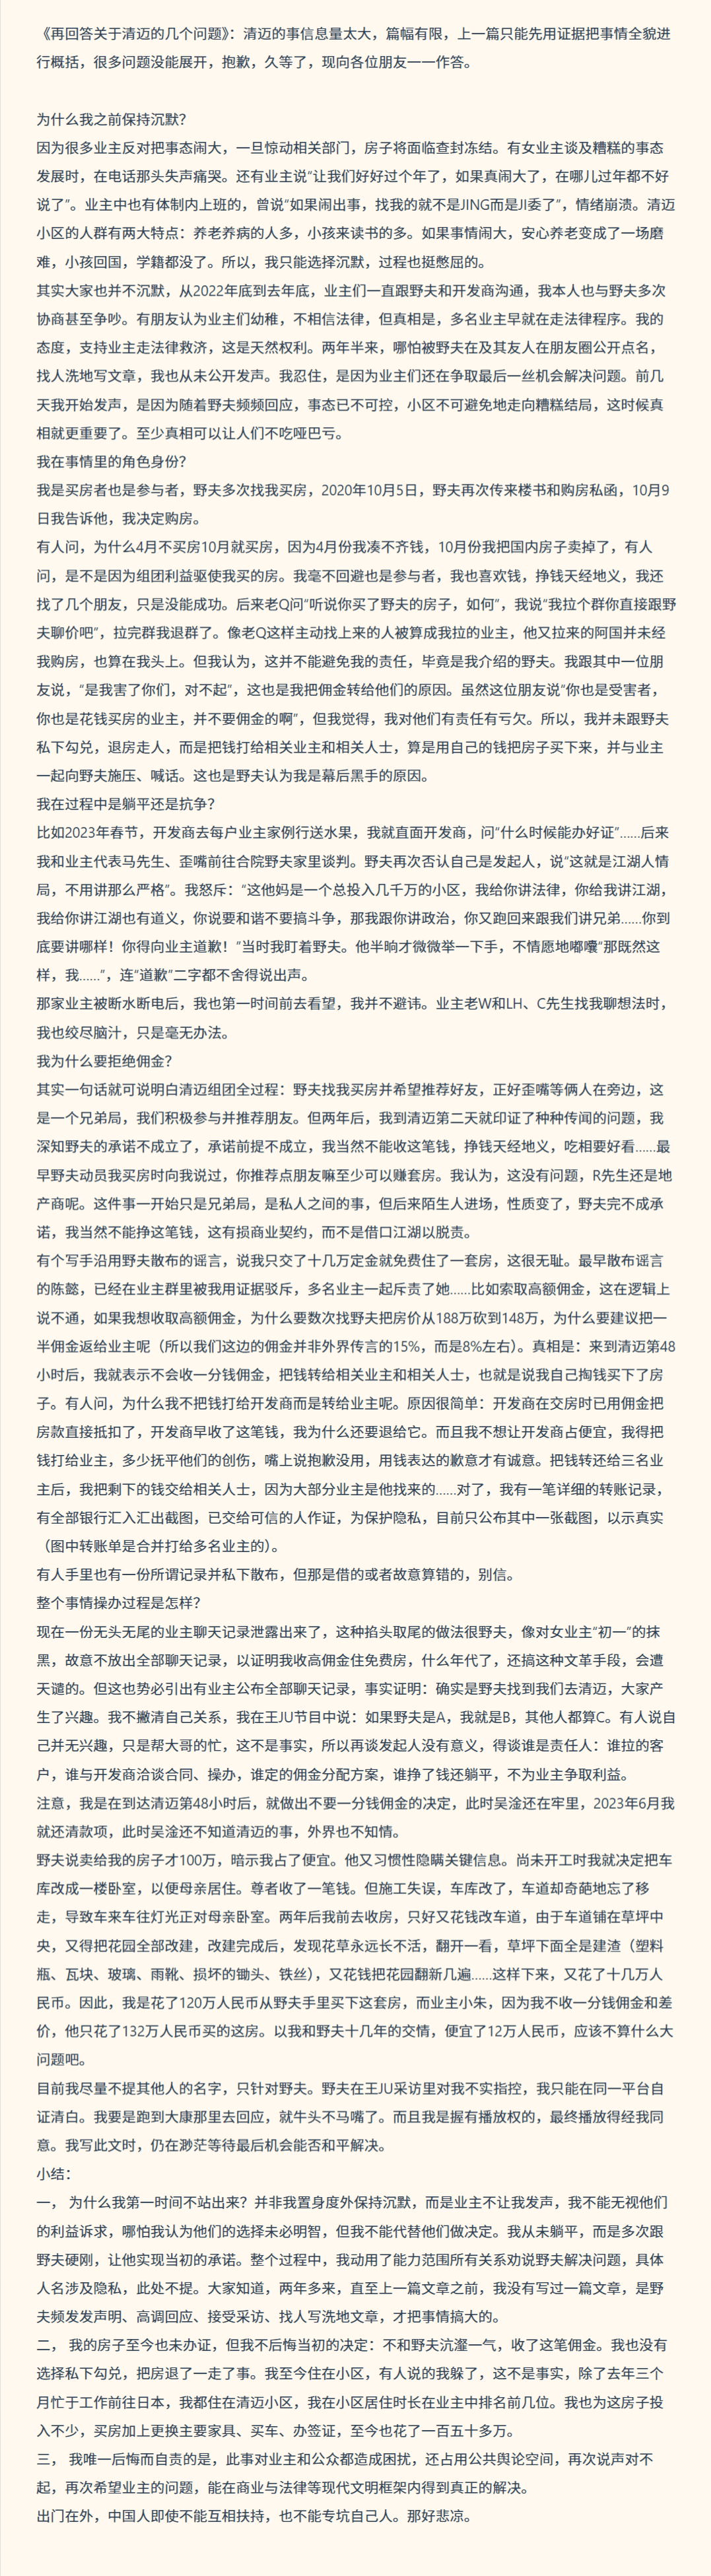 《再回答关于清迈的几个问题》：清迈的事信息量太大，篇幅有限，上一篇只能先用证据把事情全貌进
行概括，很多问题没能展开，抱歉，久等了，现向各位朋友一一作答。
为什么我之前保持沉默？
因为很多业主反对把事态闹大，一旦惊动相关部门，房子将面临查封冻结。有女业主谈及糟糕的事态
发展时，在电话那头失声痛哭。还有业主说“让我们好好过个年了，如果真闹大了，在哪儿过年都不好
说了”。业主中也有体制内上班的，曾说“如果闹出事，找我的就不是JING而是JI委了”，情绪崩溃。清迈
小区的人群有两大特点：养老养病的人多，小孩来读书的多。如果事情闹大，安心养老变成了一场磨
难，小孩回国，学籍都没了。所以，我只能选择沉默，过程也挺憋屈的。
其实大家也并不沉默，从2022年底到去年底，业主们一直跟野夫和开发商沟通，我本人也与野夫多次
协商甚至争吵。有朋友认为业主们幼稚，不相信法律，但真相是，多名业主早就在走法律程序。我的
态度，支持业主走法律救济，这是天然权利。两年半来，哪怕被野夫在及其友人在朋友圈公开点名，
找人洗地写文章，我也从未公开发声。我忍住，是因为业主们还在争取最后一丝机会解决问题。前几
天我开始发声，是因为随着野夫频频回应，事态已不可控，小区不可避免地走向糟糕结局，这时候真
相就更重要了。至少真相可以让人们不吃哑巴亏。
我在事情里的角色身份？
我是买房者也是参与者，野夫多次找我买房，2020年10月5日，野夫再次传来楼书和购房私函，10月9
日我告诉他，我决定购房。
有人问，为什么4月不买房10月就买房，因为4月份我凑不齐钱，10月份我把国内房子卖掉了，有人
问，是不是因为组团利益驱使我买的房。我毫不回避也是参与者，我也喜欢钱，挣钱天经地义，我还
找了几个朋友，只是没能成功。后来老Q问“听说你买了野夫的房子，如何”，我说“我拉个群你直接跟野
夫聊价吧”，拉完群我退群了。像老Q这样主动找上来的人被算成我拉的业主，他又拉来的阿国并未经
我购房，也算在我头上。但我认为，这并不能避免我的责任，毕竟是我介绍的野夫。我跟其中一位朋
友说，“是我害了你们，对不起”，这也是我把佣金转给他们的原因。虽然这位朋友说“你也是受害者，
你也是花钱买房的业主，并不要佣金的啊”，但我觉得，我对他们有责任有亏欠。所以，我并未跟野夫
私下勾兑，退房走人，而是把钱打给相关业主和相关人士，算是用自己的钱把房子买下来，并与业主
一起向野夫施压、喊话。这也是野夫认为我是幕后黑手的原因。
我在过程中是躺平还是抗争？
比如2023年春节，开发商去每户业主家例行送水果，我就直面开发商，问“什么时候能办好证”……后来
我和业主代表马先生、歪嘴前往合院野夫家里谈判。野夫再次否认自己是发起人，说“这就是江湖人情
局，不用讲那么严格”。我怒斥：“这他妈是一个总投入几千万的小区，我给你讲法律，你给我讲江湖，
我给你讲江湖也有道义，你说要和谐不要搞斗争，那我跟你讲政治，你又跑回来跟我们讲兄弟……你到
底要讲哪样！你得向业主道歉！”当时我盯着野夫。他半晌才微微举一下手，不情愿地嘟囔“那既然这
样，我……”，连“道歉”二字都不舍得说出声。
那家业主被断水断电后，我也第一时间前去看望，我并不避讳。业主老W和LH、C先生找我聊想法时，
我也绞尽脑汁，只是毫无办法。
我为什么要拒绝佣金？
其实一句话就可说明白清迈组团全过程：野夫找我买房并希望推荐好友，正好歪嘴等俩人在旁边，这
是一个兄弟局，我们积极参与并推荐朋友。但两年后，我到清迈第二天就印证了种种传闻的问题，我
深知野夫的承诺不成立了，承诺前提不成立，我当然不能收这笔钱，挣钱天经地义，吃相要好看……最
早野夫动员我买房时向我说过，你推荐点朋友嘛至少可以赚套房。我认为，这没有问题，R先生还是地
产商呢。这件事一开始只是兄弟局，是私人之间的事，但后来陌生人进场，性质变了，野夫完不成承
诺，我当然不能挣这笔钱，这有损商业契约，而不是借口江湖以脱责。
有个写手沿用野夫散布的谣言，说我只交了十几万定金就免费住了一套房，这很无耻。最早散布谣言
的陈懿，已经在业主群里被我用证据驳斥，多名业主一起斥责了她……比如索取高额佣金，这在逻辑上
说不通，如果我想收取高额佣金，为什么要数次找野夫把房价从188万砍到148万，为什么要建议把一
半佣金返给业主呢（所以我们这边的佣金并非外界传言的15%，而是8%左右）。真相是：来到清迈第48
小时后，我就表示不会收一分钱佣金，把钱转给相关业主和相关人士，也就是说我自己掏钱买下了房
子。有人问，为什么我不把钱打给开发商而是转给业主呢。原因很简单：开发商在交房时已用佣金把
房款直接抵扣了，开发商早收了这笔钱，我为什么还要退给它。而且我不想让开发商占便宜，我得把
钱打给业主，多少抚平他们的创伤，嘴上说抱歉没用，用钱表达的歉意才有诚意。把钱转还给三名业
主后，我把剩下的钱交给相关人士，因为大部分业主是他找来的……对了，我有一笔详细的转账记录，
有全部银行汇入汇出截图，已交给可信的人作证，为保护隐私，目前只公布其中一张截图，以示真实
（图中转账单是合并打给多名业主的）。
有人手里也有一份所谓记录并私下散布，但那是借的或者故意算错的，别信。
整个事情操办过程是怎样？
现在一份无头无尾的业主聊天记录泄露出来了，这种掐头取尾的做法很野夫，像对女业主“初一”的抹
黑，故意不放出全部聊天记录，以证明我收高佣金住免费房，什么年代了，还搞这种文革手段，会遭
天谴的。但这也势必引出有业主公布全部聊天记录，事实证明：确实是野夫找到我们去清迈，大家产
生了兴趣。我不撇清自己关系，我在王JU节目中说：如果野夫是A，我就是B，其他人都算C。有人说自
己并无兴趣，只是帮大哥的忙，这不是事实，所以再谈发起人没有意义，得谈谁是责任人：谁拉的客
户，谁与开发商洽谈合同、操办，谁定的佣金分配方案，谁挣了钱还躺平，不为业主争取利益。
注意，我是在到达清迈第48小时后，就做出不要一分钱佣金的决定，此时吴淦还在牢里，2023年6月我
就还清款项，此时吴淦还不知道清迈的事，外界也不知情。
野夫说卖给我的房子才100万，暗示我占了便宜。他又习惯性隐瞒关键信息。尚未开工时我就决定把车
库改成一楼卧室，以便母亲居住。尊者收了一笔钱。但施工失误，车库改了，车道却奇葩地忘了移
走，导致车来车往灯光正对母亲卧室。两年后我前去收房，只好又花钱改车道，由于车道铺在草坪中
央，又得把花园全部改建，改建完成后，发现花草永远长不活，翻开一看，草坪下面全是建渣（塑料
瓶、瓦块、玻璃、雨靴、损坏的锄头、铁丝），又花钱把花园翻新几遍……这样下来，又花了十几万人
民币。因此，我是花了120万人民币从野夫手里买下这套房，而业主小朱，因为我不收一分钱佣金和差
价，他只花了132万人民币买的这房。以我和野夫十几年的交情，便宜了12万人民币，应该不算什么大
问题吧。
目前我尽量不提其他人的名字，只针对野夫。野夫在王JU采访里对我不实指控，我只能在同一平台自
证清白。我要是跑到大康那里去回应，就牛头不马嘴了。而且我是握有播放权的，最终播放得经我同
意。我写此文时，仍在渺茫等待最后机会能否和平解决。
小结：
一， 为什么我第一时间不站出来？并非我置身度外保持沉默，而是业主不让我发声，我不能无视他们
的利益诉求，哪怕我认为他们的选择未必明智，但我不能代替他们做决定。我从未躺平，而是多次跟
野夫硬刚，让他实现当初的承诺。整个过程中，我动用了能力范围所有关系劝说野夫解决问题，具体
人名涉及隐私，此处不提。大家知道，两年多来，直至上一篇文章之前，我没有写过一篇文章，是野
夫频发发声明、高调回应、接受采访、找人写洗地文章，才把事情搞大的。
二， 我的房子至今也未办证，但我不后悔当初的决定：不和野夫沆瀣一气，收了这笔佣金。我也没有
选择私下勾兑，把房退了一走了事。我至今住在小区，有人说的我躲了，这不是事实，除了去年三个
月忙于工作前往日本，我都住在清迈小区，我在小区居住时长在业主中排名前几位。我也为这房子投
入不少，买房加上更换主要家具、买车、办签证，至今也花了一百五十多万。
三， 我唯一后悔而自责的是，此事对业主和公众都造成困扰，还占用公共舆论空间，再次说声对不
起，再次希望业主的问题，能在商业与法律等现代文明框架内得到真正的解决。
出门在外，中国人即使不能互相扶持，也不能专坑自己人。那好悲凉。